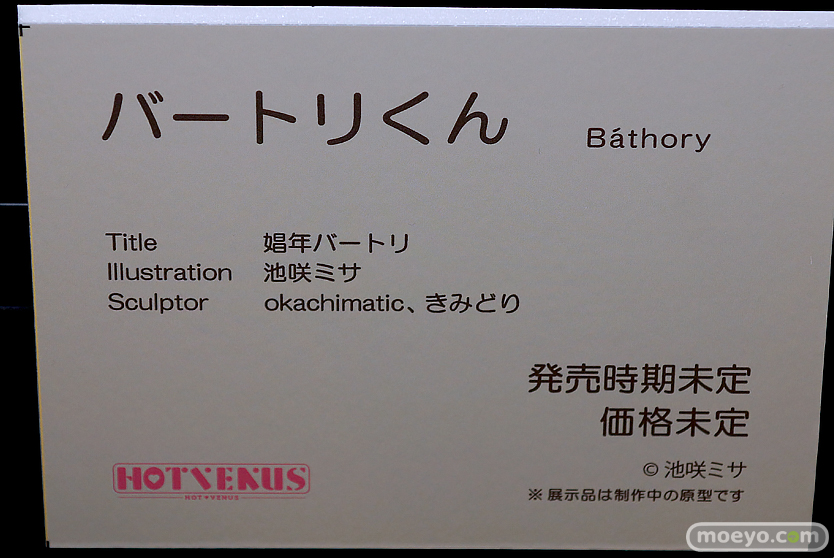 バートリくん Báthory
Title 娼年バートリ
Illustration 池咲ミサ
Sculptor okachimatic、きみどり
発売時期未定
価格未定
© 池咲ミサ
※展示品は制作中の原型です
HOTVENUS
HOT♥VENUS
moeyo.com